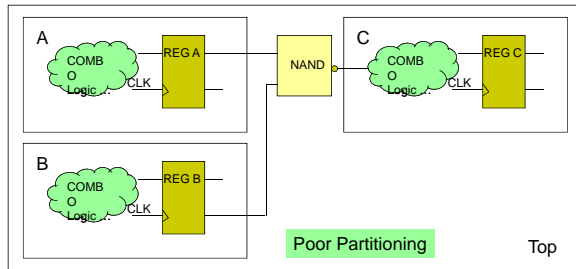 A
COMB
O
Logic ...
CLK
REG A
NAND
C
COMB
O
Logic ...
CLK
REG C
B
COMB
O
Logic ...
CLK
REG B
Poor Partitioning
Top